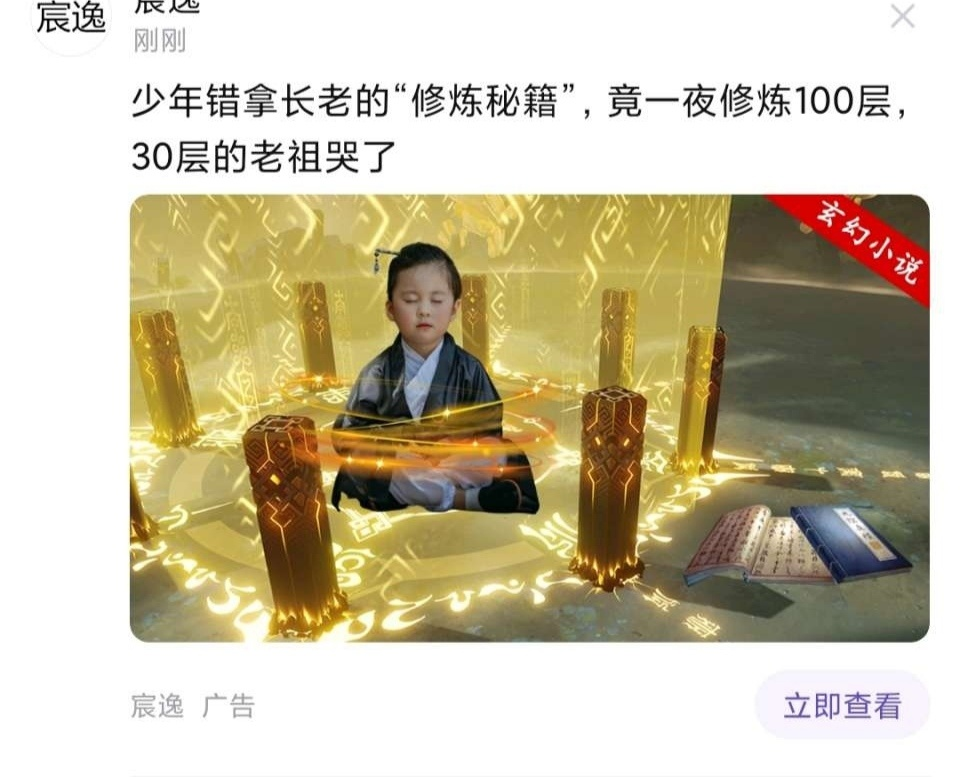 宸逸
宸逸
刚刚
少年错拿长老的“修炼秘籍”，竟一夜修炼100层，
30层的老祖哭了
玄幻小说
宸逸 广告
立即查看